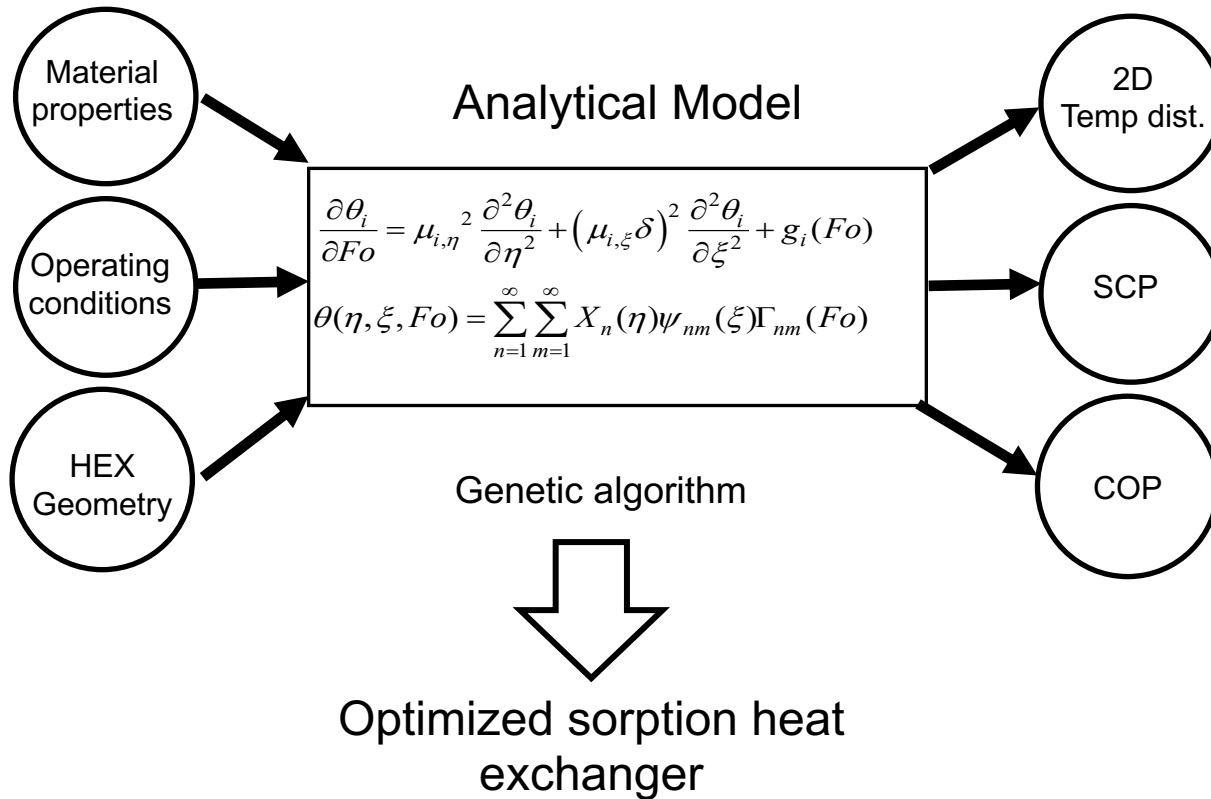 Material
properties
Operating
conditions
HEX
Geometry
Analytical Model
∂θ_i/∂Fo = μ_{i,η}² ∂²θ_i/∂η² + (μ_{i,ξ}δ)² ∂²θ_i/∂ξ² + g_i(Fo)
θ(η, ξ, Fo) = ∑_{n=1}^{∞} ∑_{m=1}^{∞} X_n(η)ψ_{nm}(ξ)Γ_{nm}(Fo)
2D
Temp dist.
SCP
COP
Genetic algorithm
Optimized sorption heat
exchanger